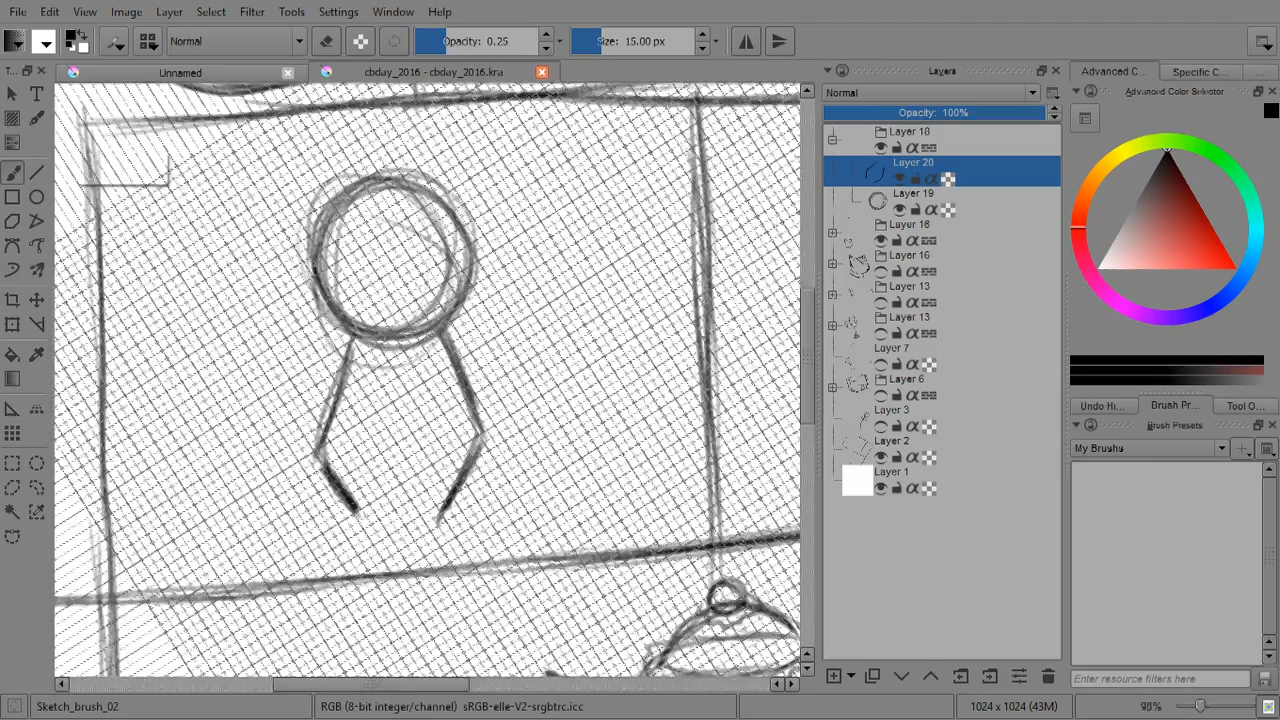 File Edit View Image Layer Select Filter Tools Settings Window Help
Normal Opacity: 0.25 Size: 15.00 px
T... Unnamed cbday_2016 - cbday_2016.kra Layers Advanced C... Specific C... ...
Normal Advanced Color Selector
Opacity: 100%
Layer 18
Layer 20
Layer 19
Layer 16
Layer 16
Layer 13
Layer 13
Layer 7
Layer 6
Layer 3
Layer 2
Layer 1
Undo Hi... Brush Pr... Tool O...
Brush Presets
My Brushs
Enter resource filters here
Sketch_brush_02 RGB (8-bit integer/channel) sRGB-elle-V2-srgbtrc.icc 1024 x 1024 (43M) 98%